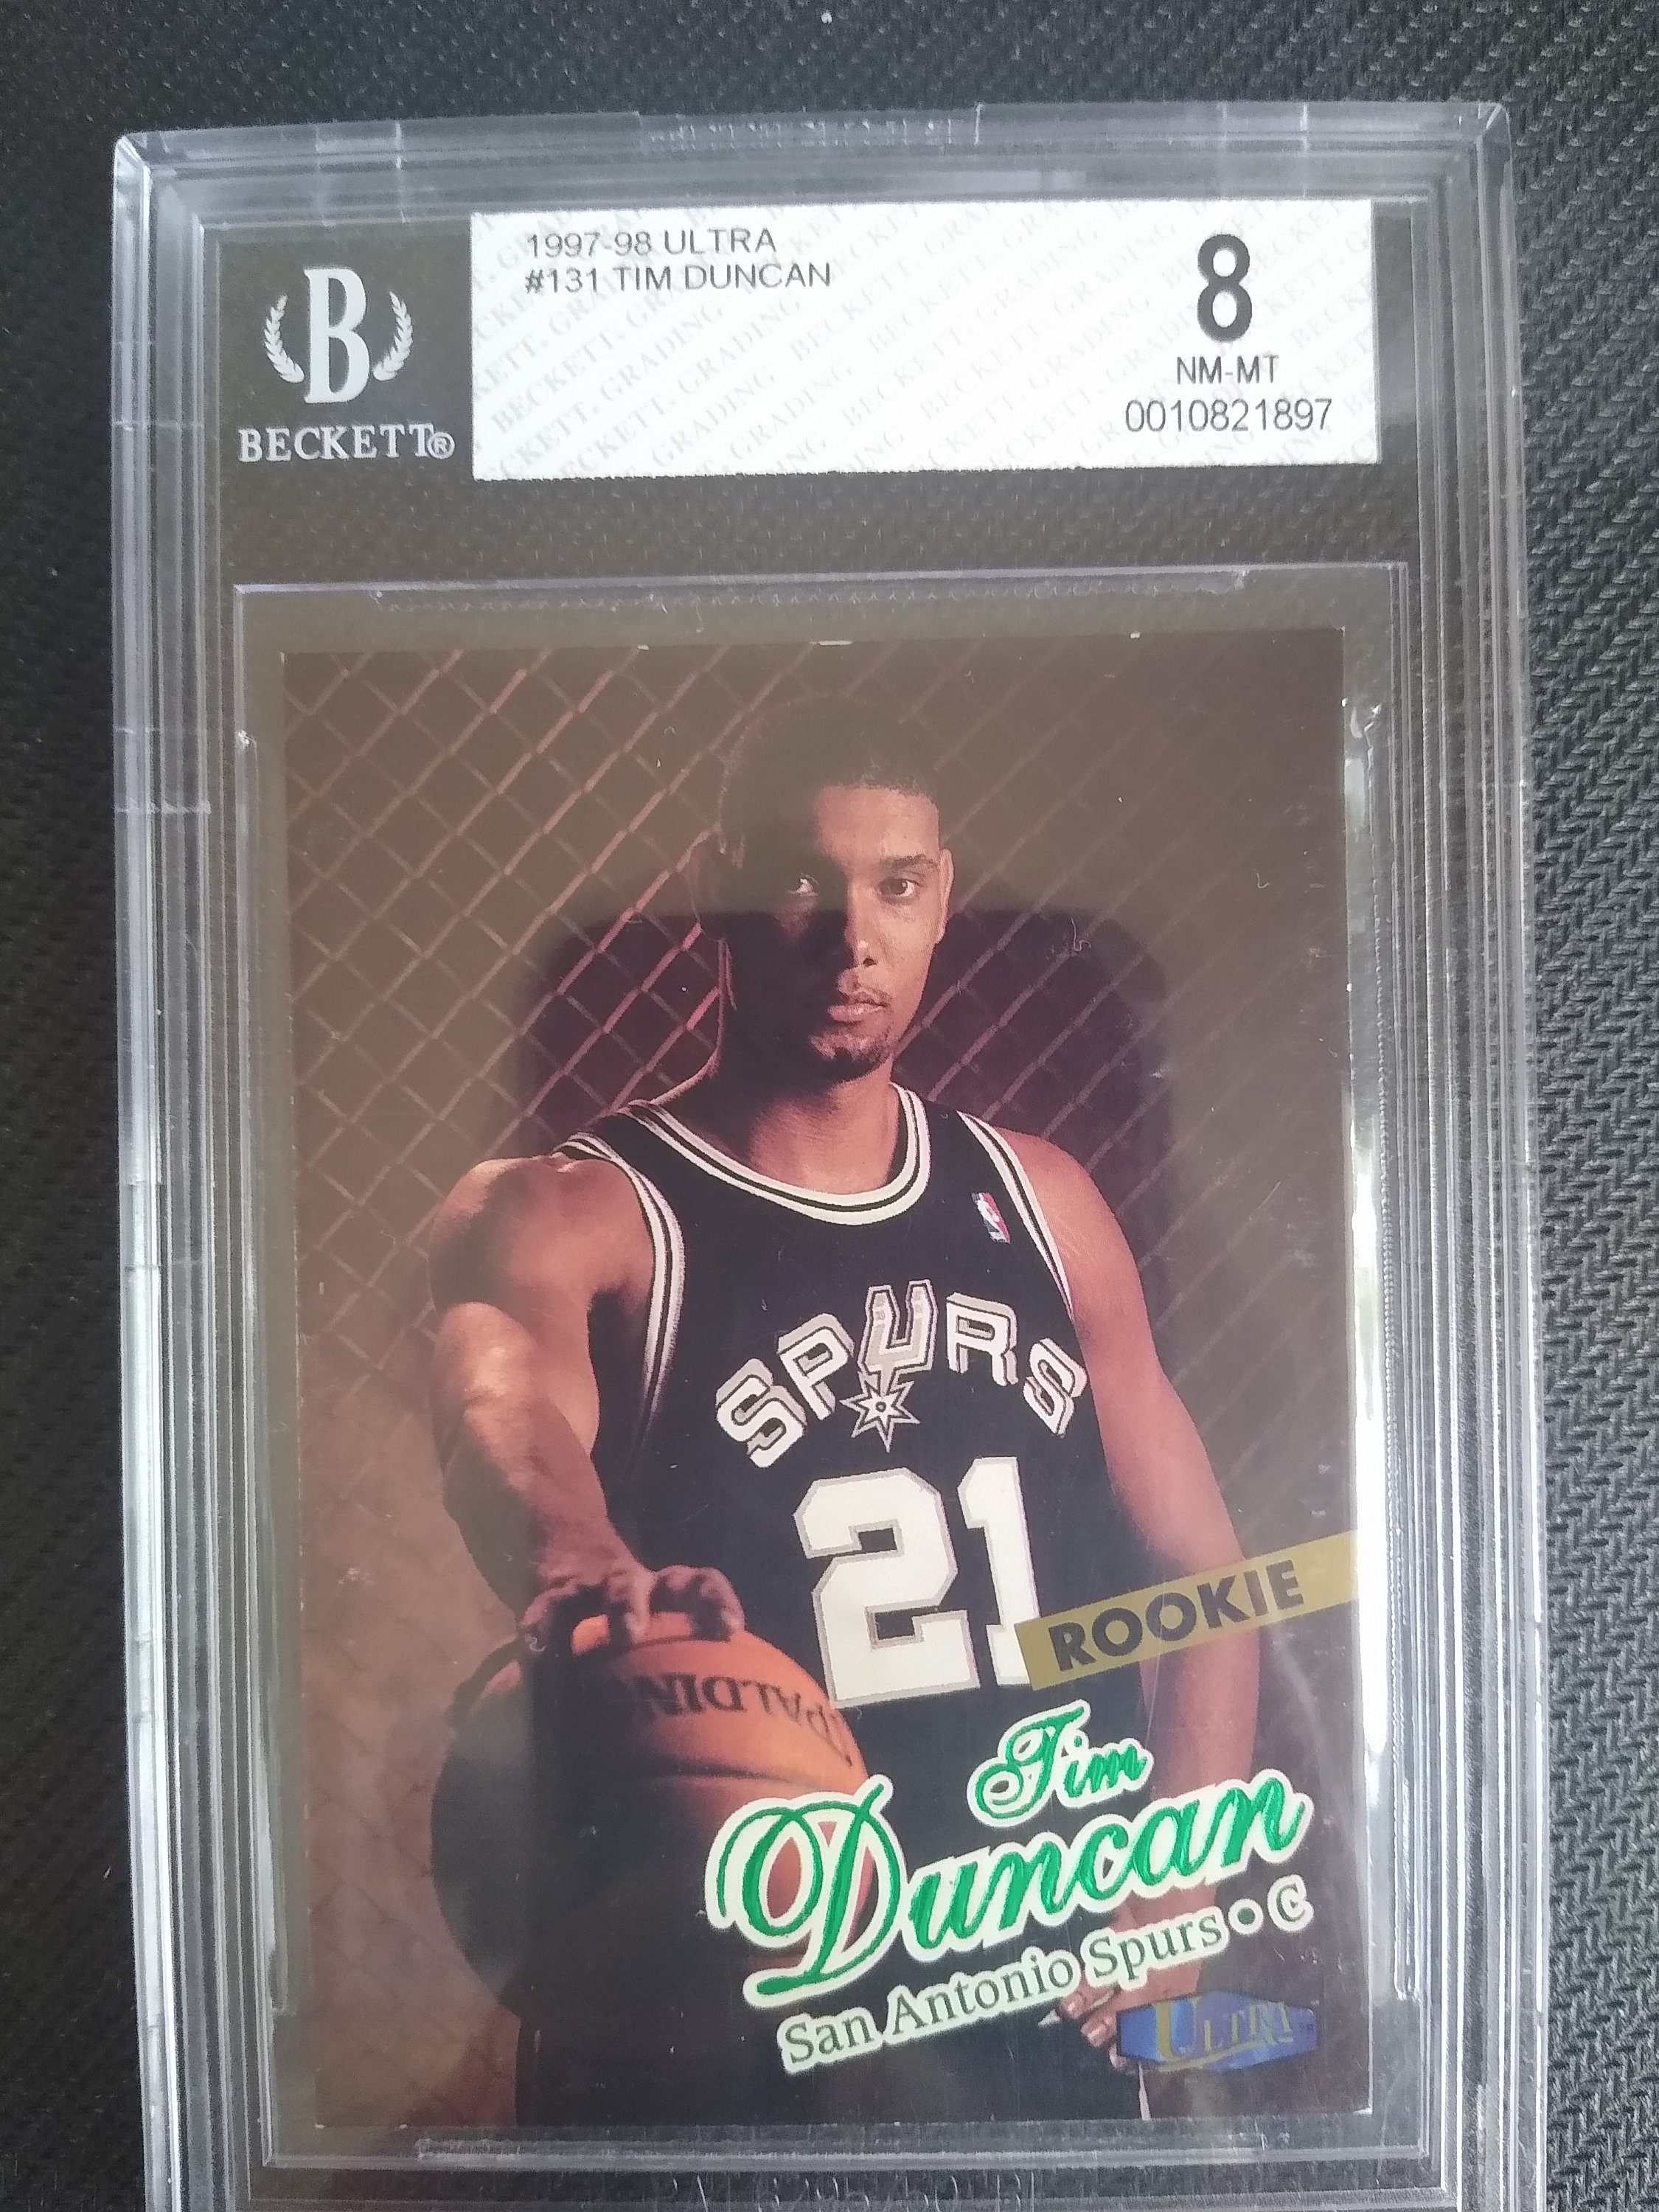 1997-98 ULTRA
#131 TIM DUNCAN
8
NM-MT
0010821897
B
BECKETT®
SPURS
21
ROOKIE
SPALDING
Tim
Duncan
San Antonio Spurs • C
ULTRA